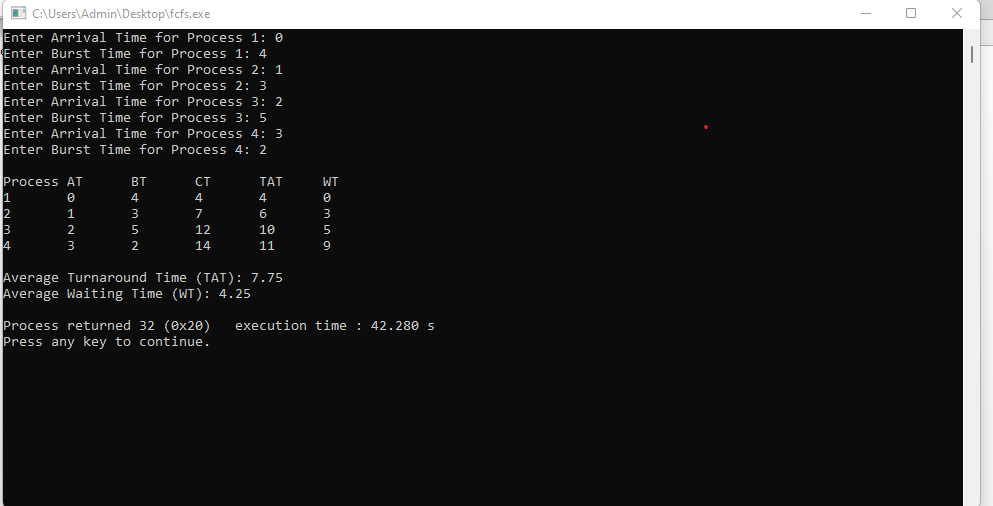 C:\Users\Admin\Desktop\fcfs.exe
Enter Arrival Time for Process 1: 0
Enter Burst Time for Process 1: 4
Enter Arrival Time for Process 2: 1
Enter Burst Time for Process 2: 3
Enter Arrival Time for Process 3: 2
Enter Burst Time for Process 3: 5
Enter Arrival Time for Process 4: 3
Enter Burst Time for Process 4: 2
Process AT BT CT TAT WT
1 0 4 4 4 0
2 1 3 7 6 3
3 2 5 12 10 5
4 3 2 14 11 9
Average Turnaround Time (TAT): 7.75
Average Waiting Time (WT): 4.25
Process returned 32 (0x20) execution time : 42.280 s
Press any key to continue.